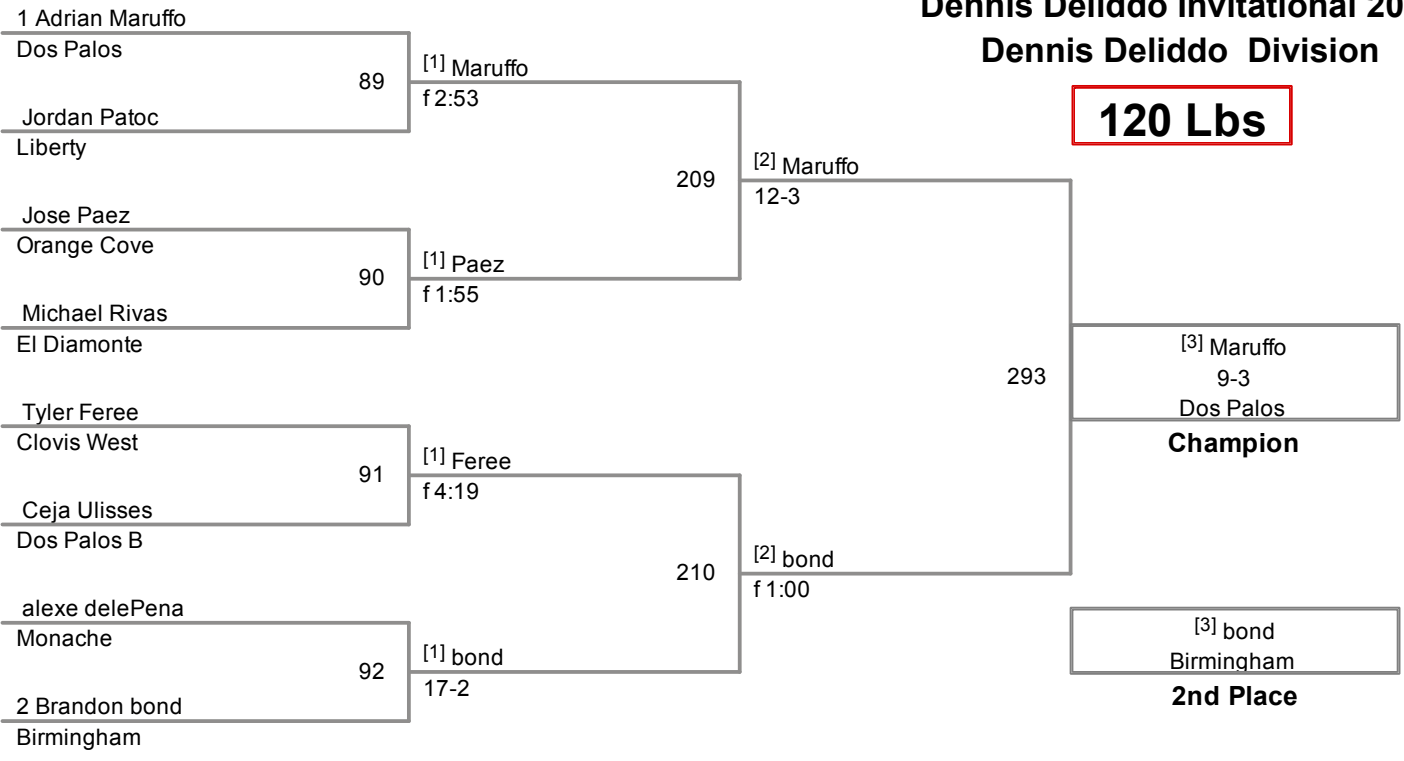 Dennis Deliddo Invitational 20
Dennis Deliddo Division
120 Lbs
1 Adrian Maruffo
Dos Palos
89
Jordan Patoc
Liberty
[1] Maruffo
f 2:53
Jose Paez
Orange Cove
90
Michael Rivas
El Diamonte
[1] Paez
f 1:55
209
[2] Maruffo
12-3
Tyler Feree
Clovis West
91
Ceja Ulisses
Dos Palos B
[1] Feree
f 4:19
alexe delePena
Monache
92
2 Brandon bond
Birmingham
[1] bond
17-2
210
[2] bond
f 1:00
293
[3] Maruffo
9-3
Dos Palos
Champion
[3] bond
Birmingham
2nd Place